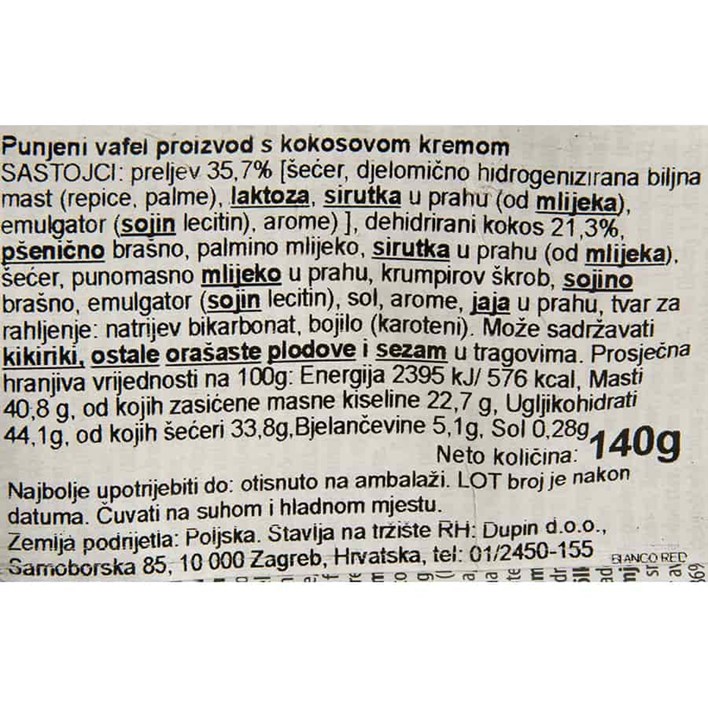 Punjeni vafel proizvod s kokosovom kremom
SASTOJCI: preljev 35,7% [šećer, djelomično hidrogenizirana biljna
mast (repice, palme), laktoza, sirutka u prahu (od mlijeka),
emulgator (sojin lecitin), arome) ], dehidrirani kokos 21,3%,
pšenično brašno, palmino mlijeko, sirutka u prahu (od mlijeka),
šećer, punomasno mlijeko u prahu, krumpirov škrob, sojino
brašno, emulgator (sojin lecitin), sol, arome, jaja u prahu, tvar za
rahljenje: natrijev bikarbonat, bojilo (karoteni). Može sadržavati
kikiriki, ostale orašaste plodove i sezam u tragovima. Prosječna
hranjiva vrijednosti na 100g: Energija 2395 kJ/ 576 kcal, Masti
40,8 g, od kojih zasićene masne kiseline 22,7 g, Ugljikohidrati
44,1g, od kojih šećeri 33,8g,Bjelančevine 5,1g, Sol 0,28g
Neto količina: 140g
Najbolje upotrijebiti do: otisnuto na ambalaži. LOT broj je nakon
datuma. Čuvati na suhom i hladnom mjestu.
Zemlja podrijetla: Poljska. Stavlja na tržište RH: Dupin d.o.o.,
Samoborska 85, 10 000 Zagreb, Hrvatska, tel: 01/2450-155
BIANCO RED